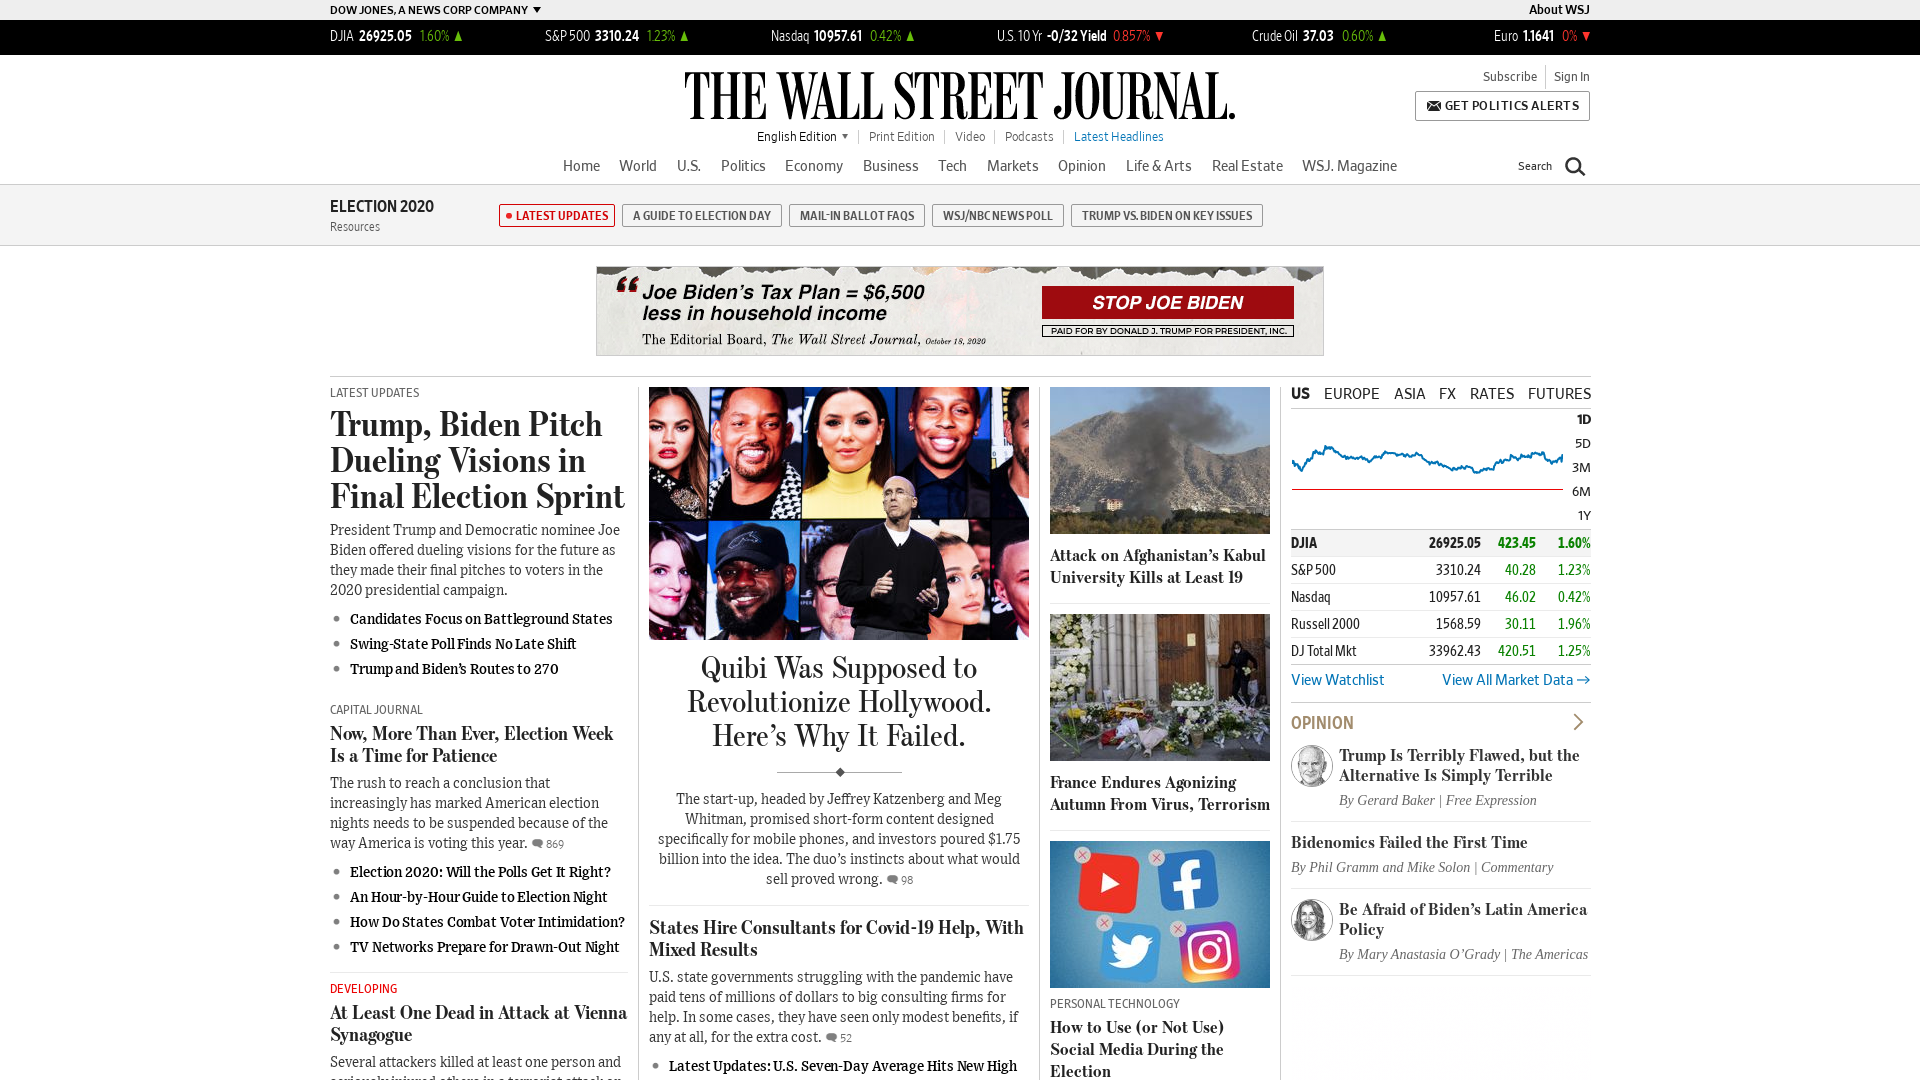 DOW JONES, A NEWS CORP COMPANY
About WSJ
DJIA 26925.05 1.60%
S&P 500 3310.24 1.23%
Nasdaq 10957.61 0.42%
U.S. 10 Yr -0/32 Yield 0.857%
Crude Oil 37.03 0.60%
Euro 1.1641 0%
THE WALL STREET JOURNAL.
Subscribe
Sign In
GET POLITICS ALERTS
English Edition
Print Edition
Video
Podcasts
Latest Headlines
Home
World
U.S.
Politics
Economy
Business
Tech
Markets
Opinion
Life & Arts
Real Estate
WSJ. Magazine
Search
ELECTION 2020
Resources
LATEST UPDATES
A GUIDE TO ELECTION DAY
MAIL-IN BALLOT FAQS
WSJ/NBC NEWS POLL
TRUMP VS. BIDEN ON KEY ISSUES
“Joe Biden’s Tax Plan = $6,500
less in household income
The Editorial Board, The Wall Street Journal, October 18, 2020
STOP JOE BIDEN
PAID FOR BY DONALD J. TRUMP FOR PRESIDENT, INC.
LATEST UPDATES
Trump, Biden Pitch
Dueling Visions in
Final Election Sprint
President Trump and Democratic nominee Joe
Biden offered dueling visions for the future as
they made their final pitches to voters in the
2020 presidential campaign.
Candidates Focus on Battleground States
Swing-State Poll Finds No Late Shift
Trump and Biden’s Routes to 270
CAPITAL JOURNAL
Now, More Than Ever, Election Week
Is a Time for Patience
The rush to reach a conclusion that
increasingly has marked American election
nights needs to be suspended because of the
way America is voting this year. 869
Election 2020: Will the Polls Get It Right?
An Hour-by-Hour Guide to Election Night
How Do States Combat Voter Intimidation?
TV Networks Prepare for Drawn-Out Night
DEVELOPING
At Least One Dead in Attack at Vienna
Synagogue
Several attackers killed at least one person and
Quibi Was Supposed to
Revolutionize Hollywood.
Here’s Why It Failed.
The start-up, headed by Jeffrey Katzenberg and Meg
Whitman, promised short-form content designed
specifically for mobile phones, and investors poured $1.75
billion into the idea. The duo’s instincts about what would
sell proved wrong. 98
States Hire Consultants for Covid-19 Help, With
Mixed Results
U.S. state governments struggling with the pandemic have
paid tens of millions of dollars to big consulting firms for
help. In some cases, they have seen only modest benefits, if
any at all, for the extra cost. 52
Latest Updates: U.S. Seven-Day Average Hits New High
Attack on Afghanistan’s Kabul
University Kills at Least 19
France Endures Agonizing
Autumn From Virus, Terrorism
PERSONAL TECHNOLOGY
How to Use (or Not Use)
Social Media During the
Election
US EUROPE ASIA FX RATES FUTURES
1D
5D
3M
6M
1Y
DJIA 26925.05 423.45 1.60%
S&P 500 3310.24 40.28 1.23%
Nasdaq 10957.61 46.02 0.42%
Russell 2000 1568.59 30.11 1.96%
DJ Total Mkt 33962.43 420.51 1.25%
View Watchlist
View All Market Data
OPINION
Trump Is Terribly Flawed, but the
Alternative Is Simply Terrible
By Gerard Baker | Free Expression
Bidenomics Failed the First Time
By Phil Gramm and Mike Solon | Commentary
Be Afraid of Biden’s Latin America
Policy
By Mary Anastasia O’Grady | The Americas